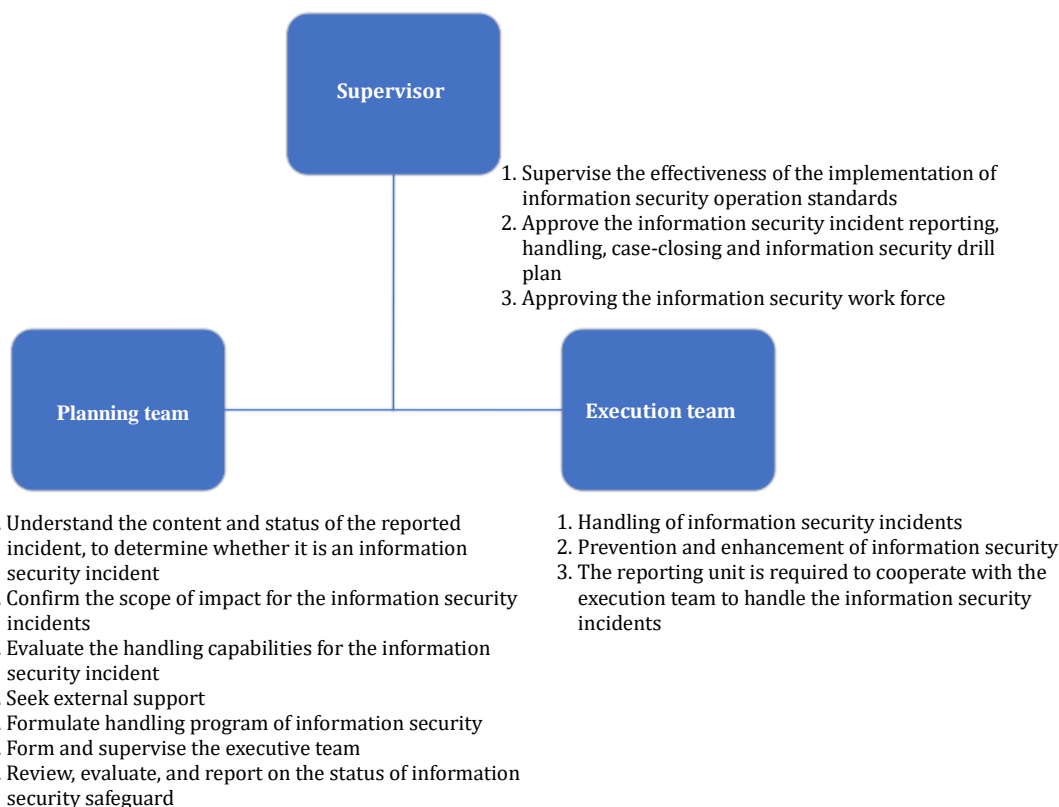 Supervisor
1. Supervise the effectiveness of the implementation of
information security operation standards
2. Approve the information security incident reporting,
handling, case-closing and information security drill
plan
3. Approving the information security work force
Planning team
Execution team
. Understand the content and status of the reported
incident, to determine whether it is an information
security incident
. Confirm the scope of impact for the information security
incidents
. Evaluate the handling capabilities for the information
security incident
. Seek external support
. Formulate handling program of information security
. Form and supervise the executive team
. Review, evaluate, and report on the status of information
security safeguard
1. Handling of information security incidents
2. Prevention and enhancement of information security
3. The reporting unit is required to cooperate with the
execution team to handle the information security
incidents